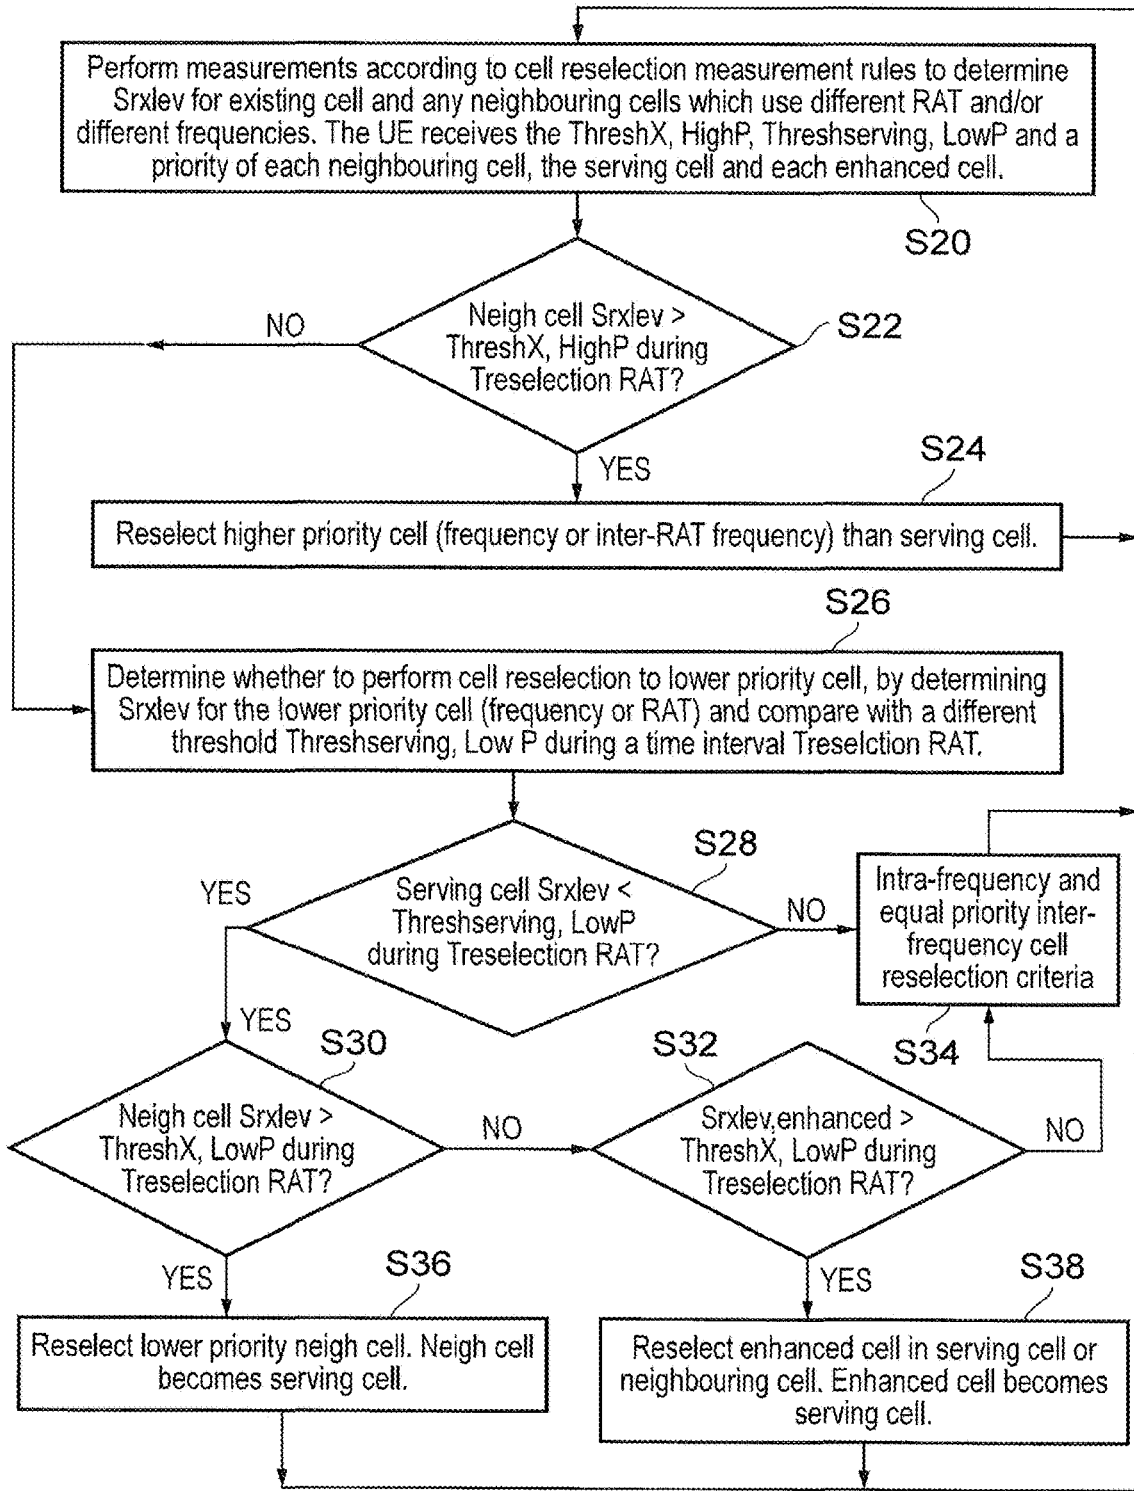 Perform measurements according to cell reselection measurement rules to determine
Srxlev for existing cell and any neighbouring cells which use different RAT and/or
different frequencies. The UE receives the ThreshX, HighP, Threshserving, LowP and a
priority of each neighbouring cell, the serving cell and each enhanced cell.
S20
Neigh cell Srxlev >
ThreshX, HighP during
Treselection RAT?
S22
NO
YES
S24
Reselect higher priority cell (frequency or inter-RAT frequency) than serving cell.
S26
Determine whether to perform cell reselection to lower priority cell, by determining
Srxlev for the lower priority cell (frequency or RAT) and compare with a different
threshold Threshserving, Low P during a time interval Treselction RAT.
S28
YES
Serving cell Srxlev <
Threshserving, LowP
during Treselection RAT?
NO
Intra-frequency and
equal priority inter-
frequency cell
reselection criteria
S34
YES
S30
Neigh cell Srxlev >
ThreshX, LowP during
Treselection RAT?
NO
S32
Srxlev,enhanced >
ThreshX, LowP during
Treselection RAT?
NO
YES
S36
Reselect lower priority neigh cell. Neigh cell
becomes serving cell.
YES
S38
Reselect enhanced cell in serving cell or
neighbouring cell. Enhanced cell becomes
serving cell.